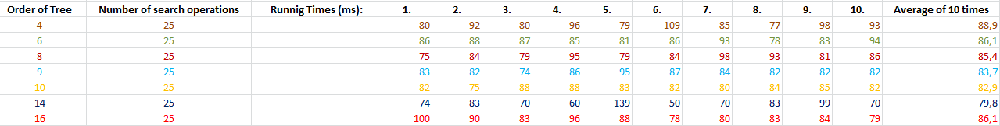 Order of Tree Number of search operations Runnig Times (ms): 1. 2. 3. 4. 5. 6. 7. 8. 9. 10. Average of 10 times
4 25 80 92 80 96 79 109 85 77 98 93 88,9
6 25 86 88 87 85 81 86 93 78 83 94 86,1
8 25 75 84 79 95 79 84 98 93 81 86 85,4
9 25 83 82 74 86 95 87 84 82 82 82 83,7
10 25 82 75 88 88 83 82 80 84 85 82 82,9
14 25 74 83 70 60 139 50 70 83 99 70 79,8
16 25 100 90 83 96 88 78 80 83 84 79 86,1